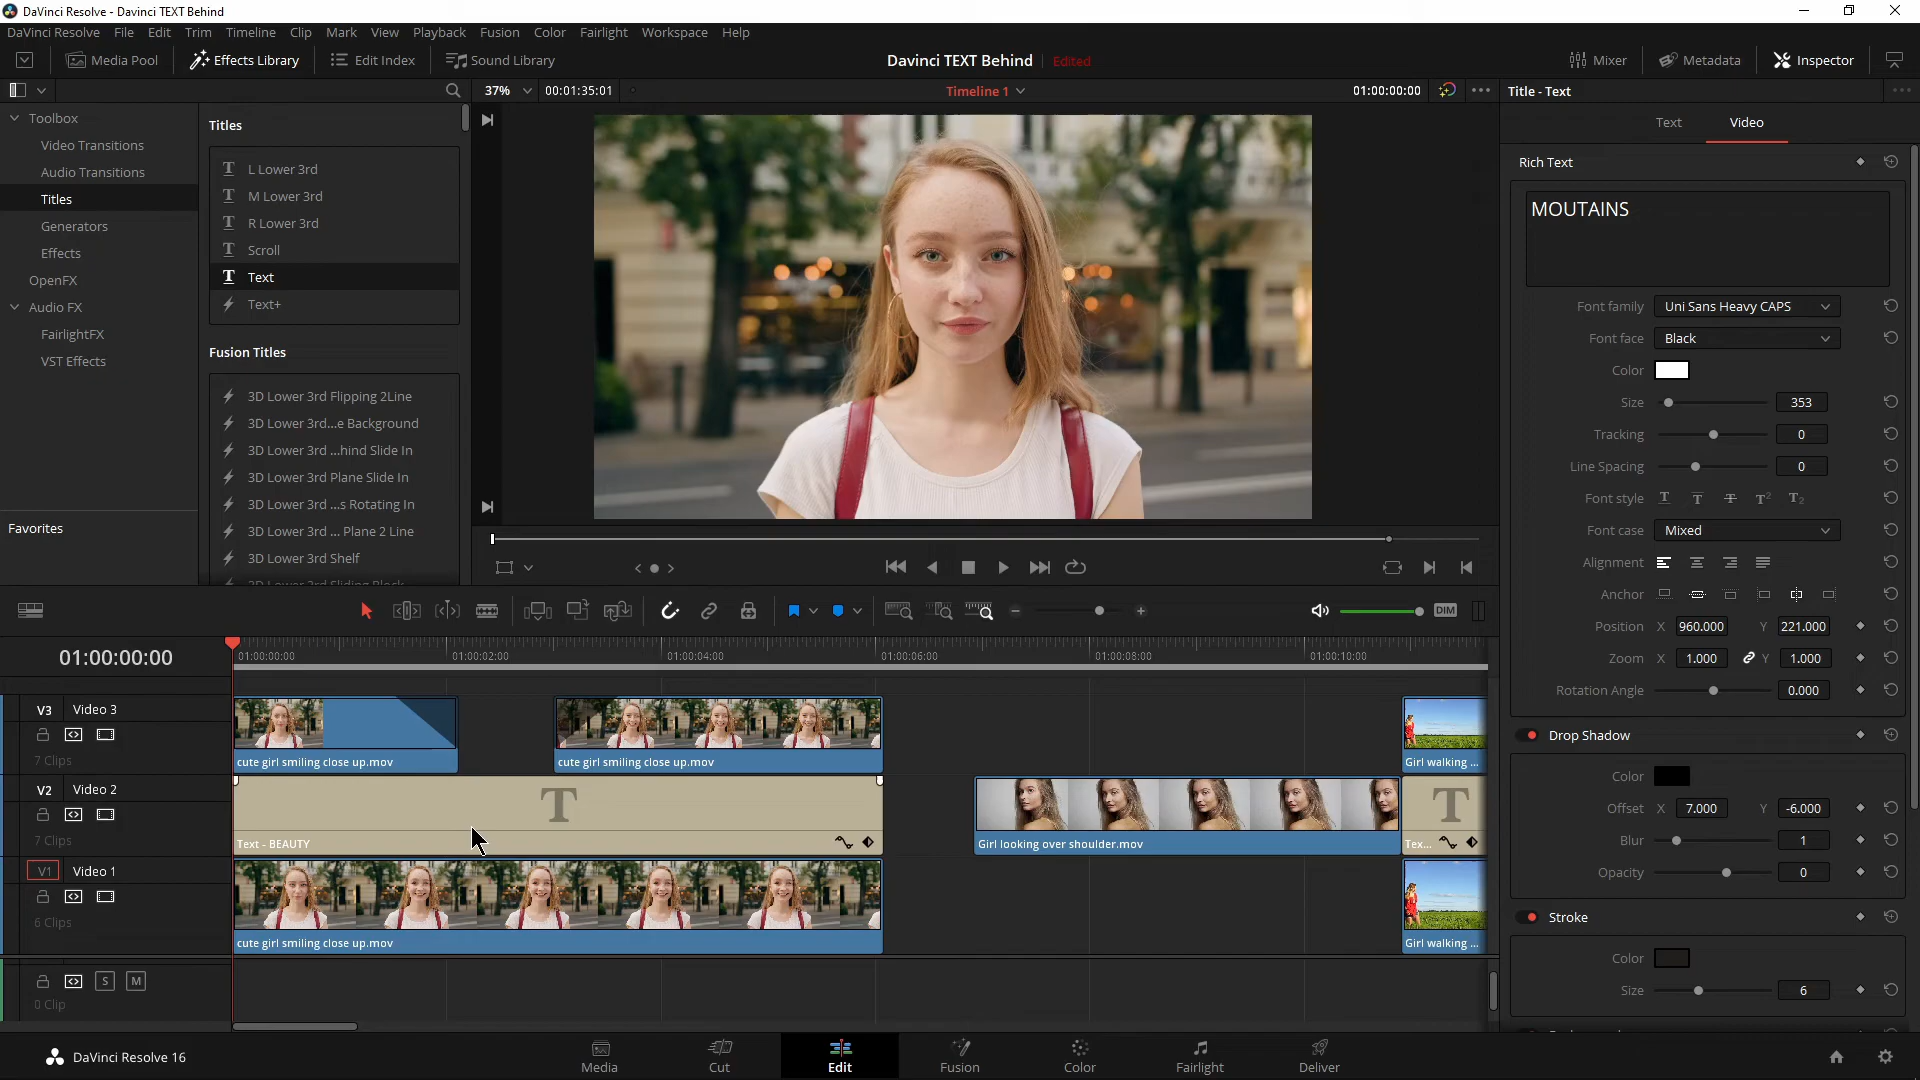 DaVinci Resolve - Davinci TEXT Behind
DaVinci Resolve File Edit Trim Timeline Clip Mark View Playback Fusion Color Fairlight Workspace Help
Media Pool Effects Library Edit Index Sound Library
Davinci TEXT Behind Edited
Mixer Metadata Inspector
37% 00:01:35:01 Timeline 1 01:00:00:00
Title - Text
Toolbox
Video Transitions
Audio Transitions
Titles
Generators
Effects
OpenFX
Audio FX
FairlightFX
VST Effects
Favorites
Titles
L Lower 3rd
M Lower 3rd
R Lower 3rd
Scroll
Text
Text+
Fusion Titles
3D Lower 3rd Flipping 2Line
3D Lower 3rd...e Background
3D Lower 3rd ...hind Slide In
3D Lower 3rd Plane Slide In
3D Lower 3rd ...s Rotating In
3D Lower 3rd ... Plane 2 Line
3D Lower 3rd Shelf
3D Lower 3rd Sliding Block
Text Video
Rich Text
MOUTAINS
Font family Uni Sans Heavy CAPS
Font face Black
Color
Size 353
Tracking 0
Line Spacing 0
Font style T T T T2 T2
Font case Mixed
Alignment
Anchor
Position X 960.000 Y 221.000
Zoom X 1.000 Y 1.000
Rotation Angle 0.000
Drop Shadow
Color
Offset X 7.000 Y -6.000
Blur 1
Opacity 0
Stroke
Color
Size 6
DIM
01:00:00:00
01:00:00:00 01:00:02:00 01:00:04:00 01:00:06:00 01:00:08:00 01:00:10:00
V3 Video 3
7 Clips
cute girl smiling close up.mov cute girl smiling close up.mov Girl walking ...
V2 Video 2
7 Clips
T T
Text - BEAUTY Girl looking over shoulder.mov Tex...
V1 Video 1
6 Clips
cute girl smiling close up.mov Girl walking ...
S M
0 Clip
DaVinci Resolve 16
Media Cut Edit Fusion Color Fairlight Deliver